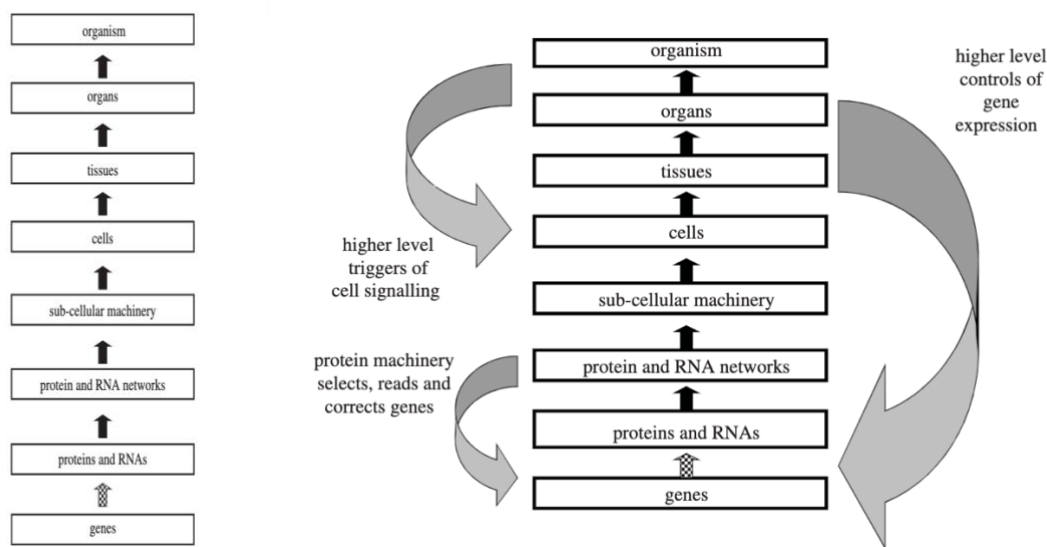 organism
organs
tissues
cells
sub-cellular machinery
protein and RNA networks
proteins and RNAs
genes
organism
organs
tissues
cells
sub-cellular machinery
protein and RNA networks
proteins and RNAs
genes
higher level
triggers of
cell signalling
protein machinery
selects, reads and
corrects genes
higher level
controls of
gene
expression